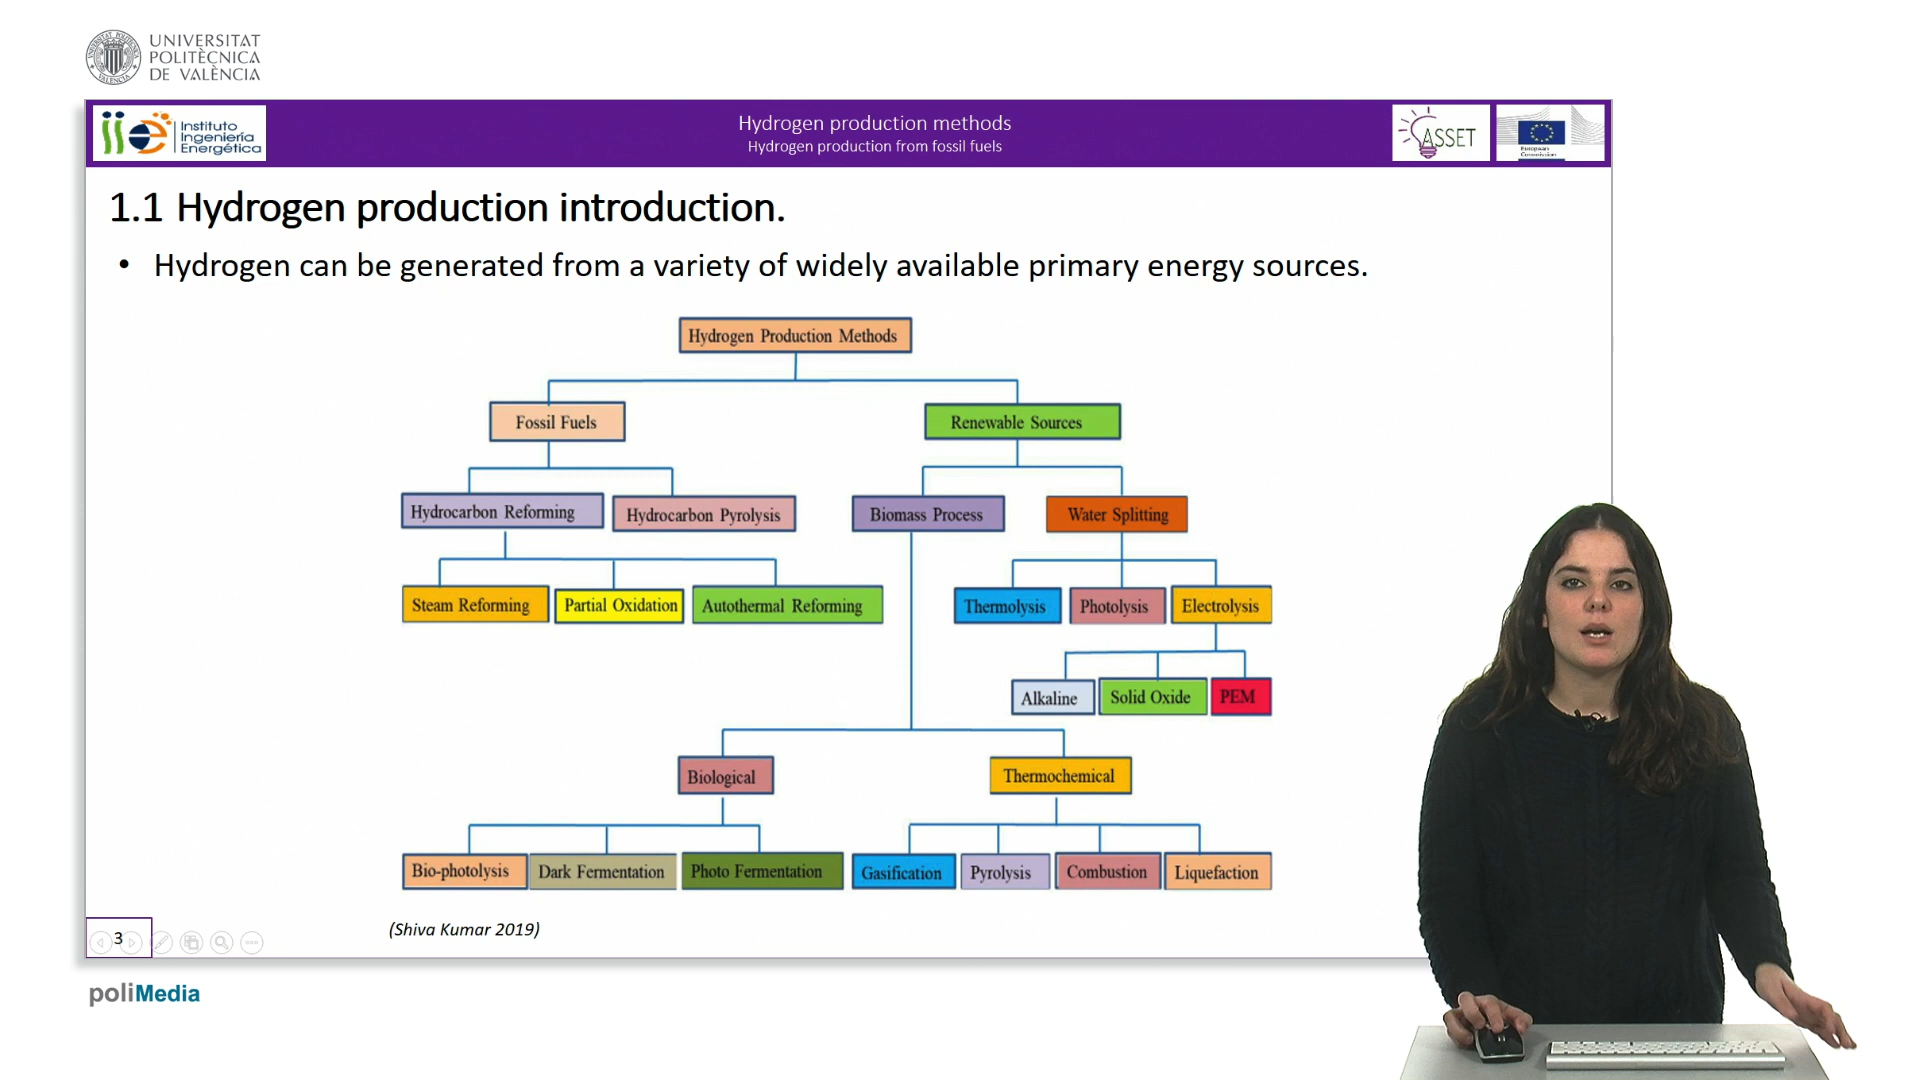 UNIVERSITAT
POLITÈCNICA
DE VALÈNCIA
Instituto
Ingeniería
Energética
Hydrogen production methods
Hydrogen production from fossil fuels
ASSET
European
Commission
1.1 Hydrogen production introduction.
• Hydrogen can be generated from a variety of widely available primary energy sources.
Hydrogen Production Methods
Fossil Fuels
Renewable Sources
Hydrocarbon Reforming
Hydrocarbon Pyrolysis
Biomass Process
Water Splitting
Steam Reforming
Partial Oxidation
Autothermal Reforming
Thermolysis
Photolysis
Electrolysis
Alkaline
Solid Oxide
PEM
Biological
Thermochemical
Bio-photolysis
Dark Fermentation
Photo Fermentation
Gasification
Pyrolysis
Combustion
Liquefaction
(Shiva Kumar 2019)
3
poliMedia